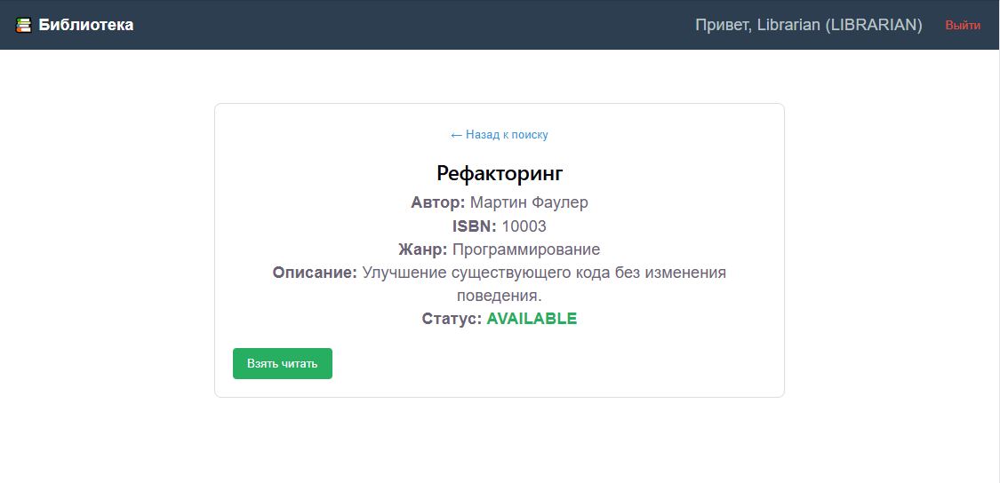 Библиотека
Привет, Librarian (LIBRARIAN)
Выйти
← Назад к поиску
Рефакторинг
Автор: Мартин Фаулер
ISBN: 10003
Жанр: Программирование
Описание: Улучшение существующего кода без изменения
поведения.
Статус: AVAILABLE
Взять читать